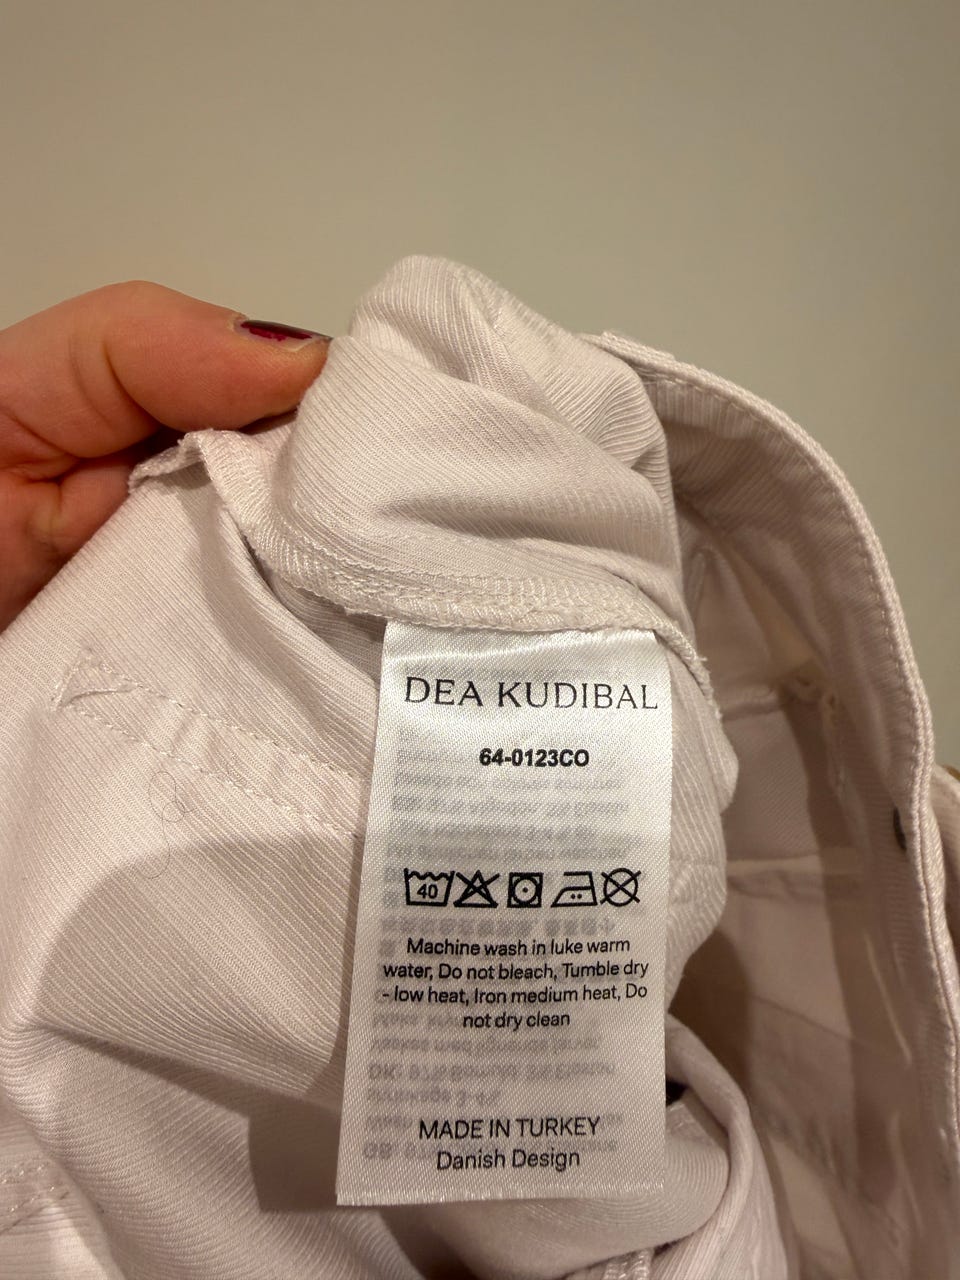 DEA KUDIBAL
64-0123CO
40
Machine wash in luke warm
water, Do not bleach, Tumble dry
- low heat, Iron medium heat, Do
not dry clean
MADE IN TURKEY
Danish Design